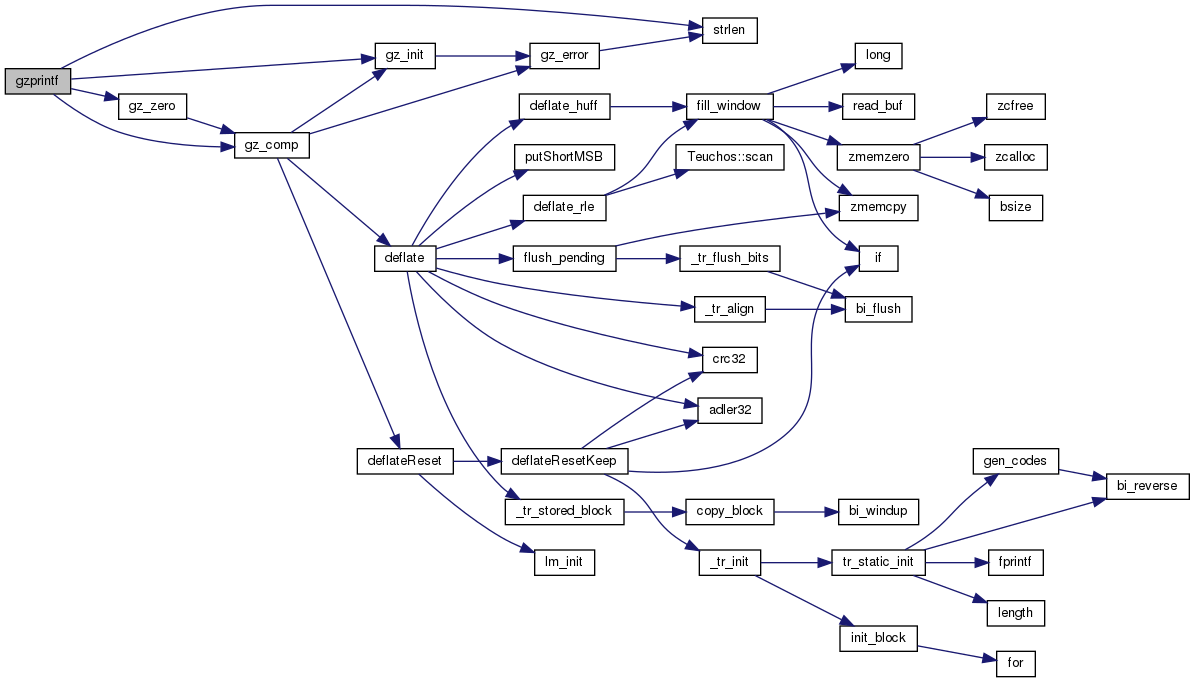 gzprintf
gz_zero
gz_comp
gz_init
gz_error
strlen
deflate
deflate_huff
putShortMSB
deflate_rle
flush_pending
fill_window
Teuchos::scan
_tr_flush_bits
_tr_align
crc32
adler32
long
read_buf
zmemzero
zmemcpy
if
bi_flush
zcfree
zcalloc
bsize
deflateReset
deflateResetKeep
_tr_stored_block
lm_init
copy_block
bi_windup
_tr_init
tr_static_init
init_block
gen_codes
bi_reverse
fprintf
length
for